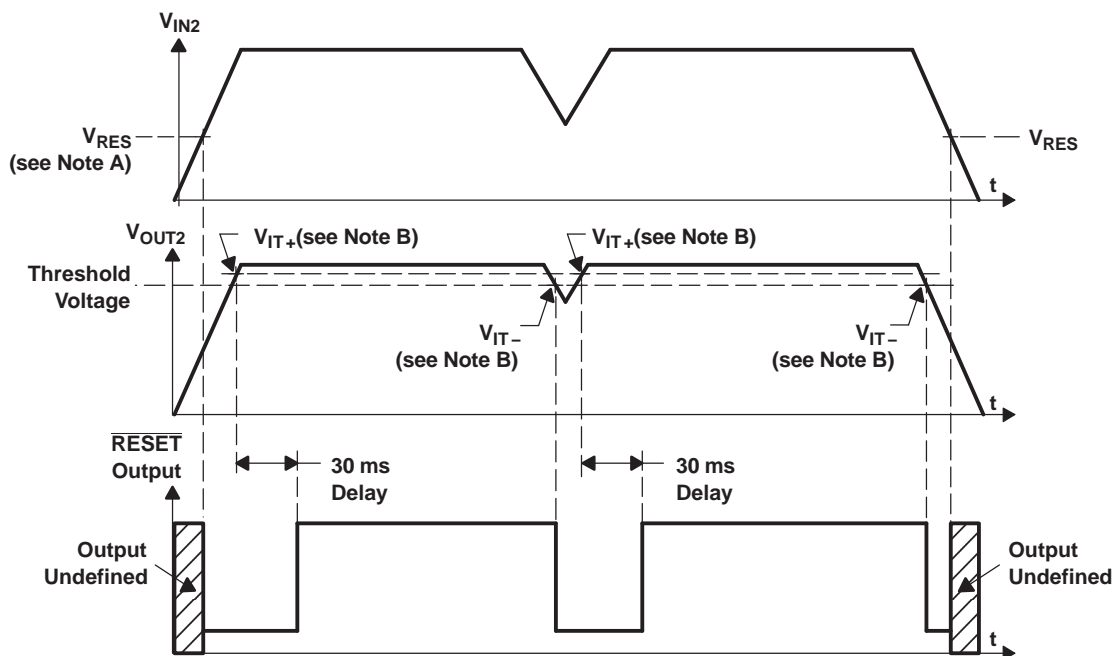 VIN2
VRES
(see Note A)
VRES
t
VOUT2
VIT+(see Note B)
VIT+(see Note B)
Threshold
Voltage
VIT−
(see Note B)
VIT−
(see Note B)
t
RESET
Output
30 ms
Delay
30 ms
Delay
Output
Undefined
Output
Undefined
t